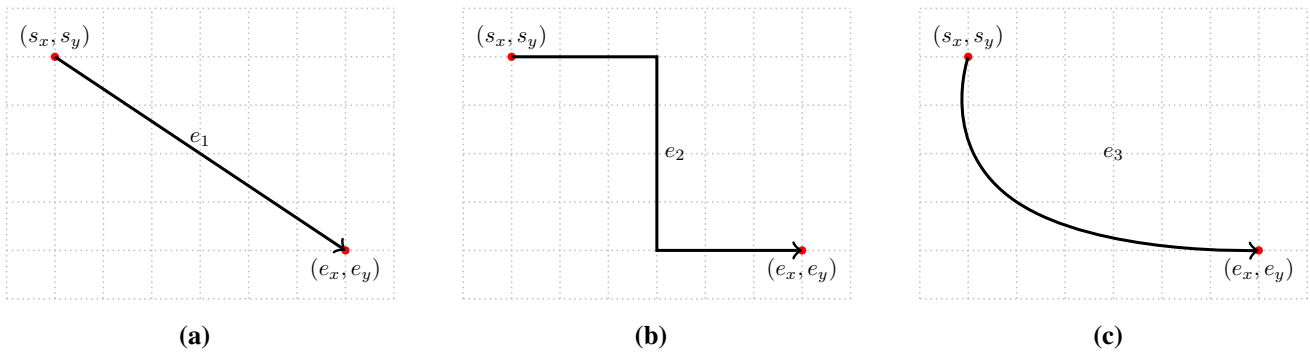 (s_x, s_y)
e_1
(e_x, e_y)
(a)
(s_x, s_y)
e_2
(e_x, e_y)
(b)
(s_x, s_y)
e_3
(e_x, e_y)
(c)